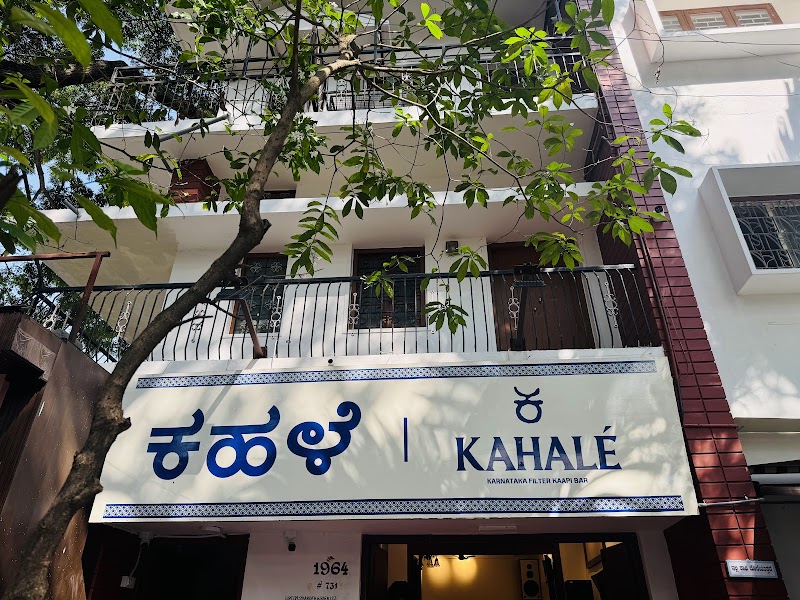 ಕಹಳೆ
KAHALÉ
KARNATAKA FILTER KAAPI BAR
1964
# 731